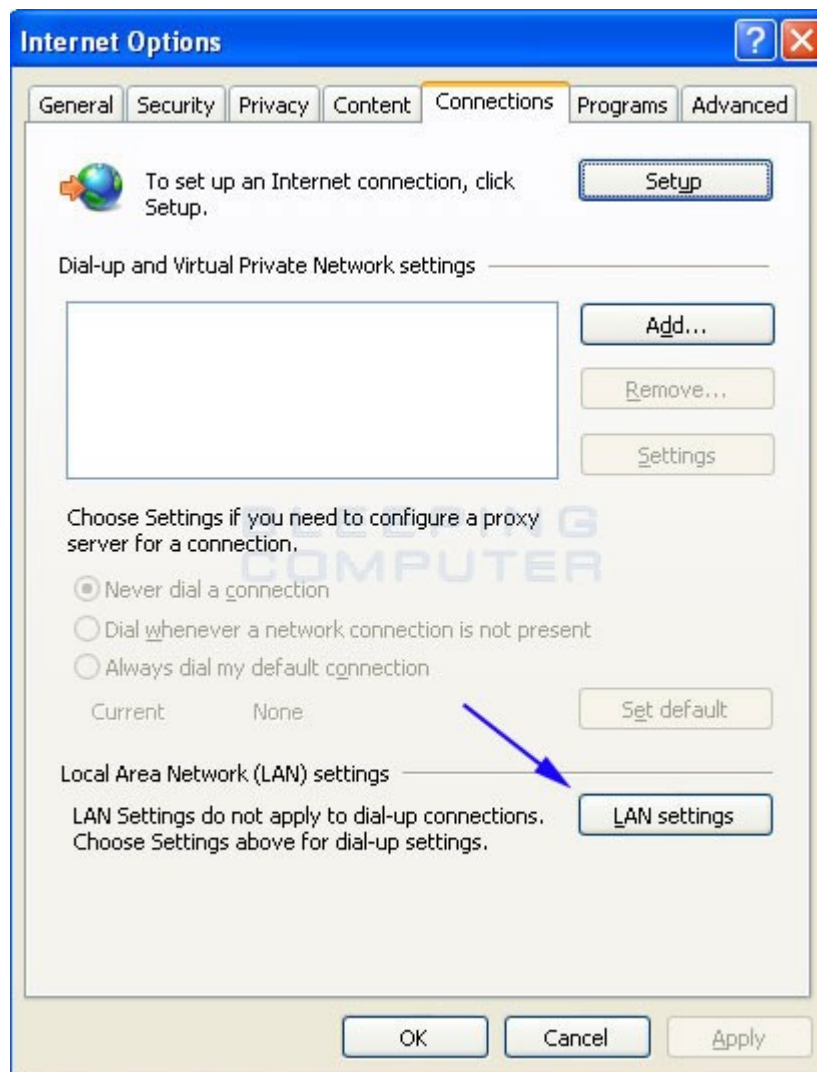 Internet Options
?
General Security Privacy Content Connections Programs Advanced
To set up an Internet connection, click
Setup.
Setup
Dial-up and Virtual Private Network settings
Add...
Remove...
Settings
Choose Settings if you need to configure a proxy
server for a connection.
BLEEPING
COMPUTER
Never dial a connection
Dial whenever a network connection is not present
Always dial my default connection
Current None
Set default
Local Area Network (LAN) settings
LAN Settings do not apply to dial-up connections.
Choose Settings above for dial-up settings.
LAN settings
OK Cancel Apply